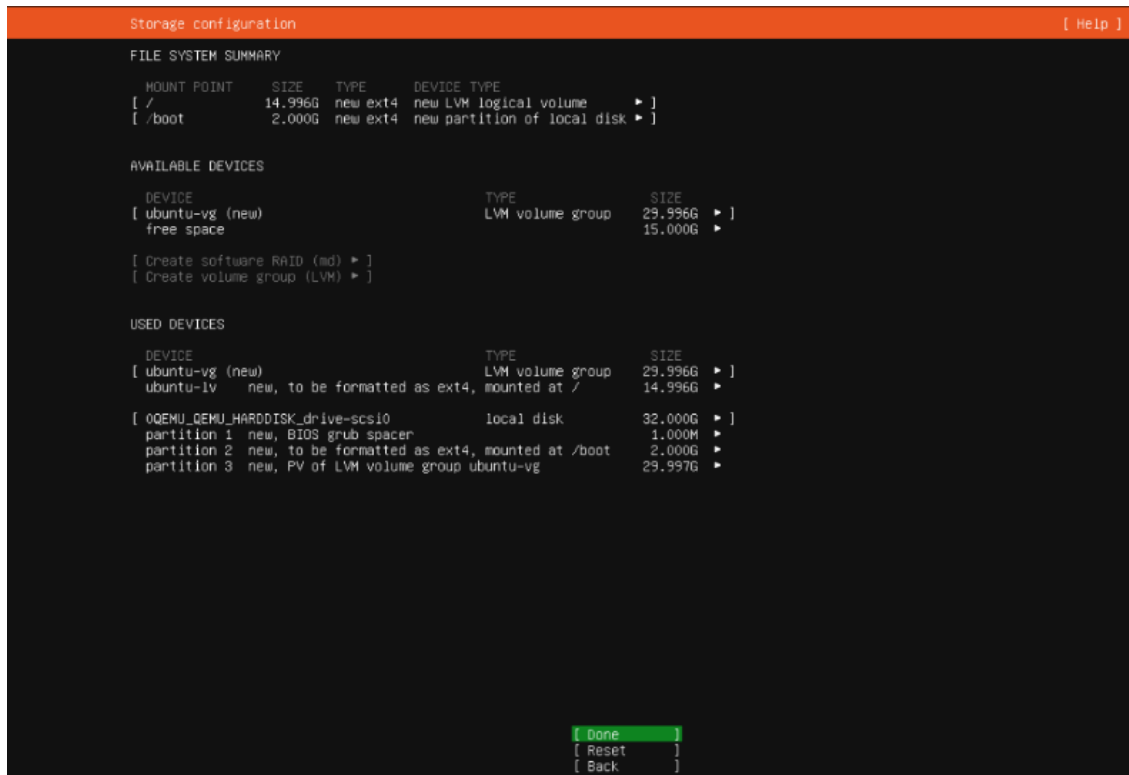 Storage configuration [ Help ]
FILE SYSTEM SUMMARY
MOUNT POINT SIZE TYPE DEVICE TYPE
[ / 14.996G new ext4 new LVM logical volume ▸ ]
[ /boot 2.000G new ext4 new partition of local disk ▸ ]
AVAILABLE DEVICES
DEVICE TYPE SIZE
[ ubuntu-vg (new) LVM volume group 29.996G ▸ ]
free space 15.000G ▸
[ Create software RAID (md) ▸ ]
[ Create volume group (LVM) ▸ ]
USED DEVICES
DEVICE TYPE SIZE
[ ubuntu-vg (new) LVM volume group 29.996G ▸ ]
ubuntu-lv new, to be formatted as ext4, mounted at / 14.996G ▸
[ 0QEMU_QEMU_HARDDISK_drive-scsi0 local disk 32.000G ▸ ]
partition 1 new, BIOS grub spacer 1.000M ▸
partition 2 new, to be formatted as ext4, mounted at /boot 2.000G ▸
partition 3 new, PV of LVM volume group ubuntu-vg 29.997G ▸
[ Done ]
[ Reset ]
[ Back ]